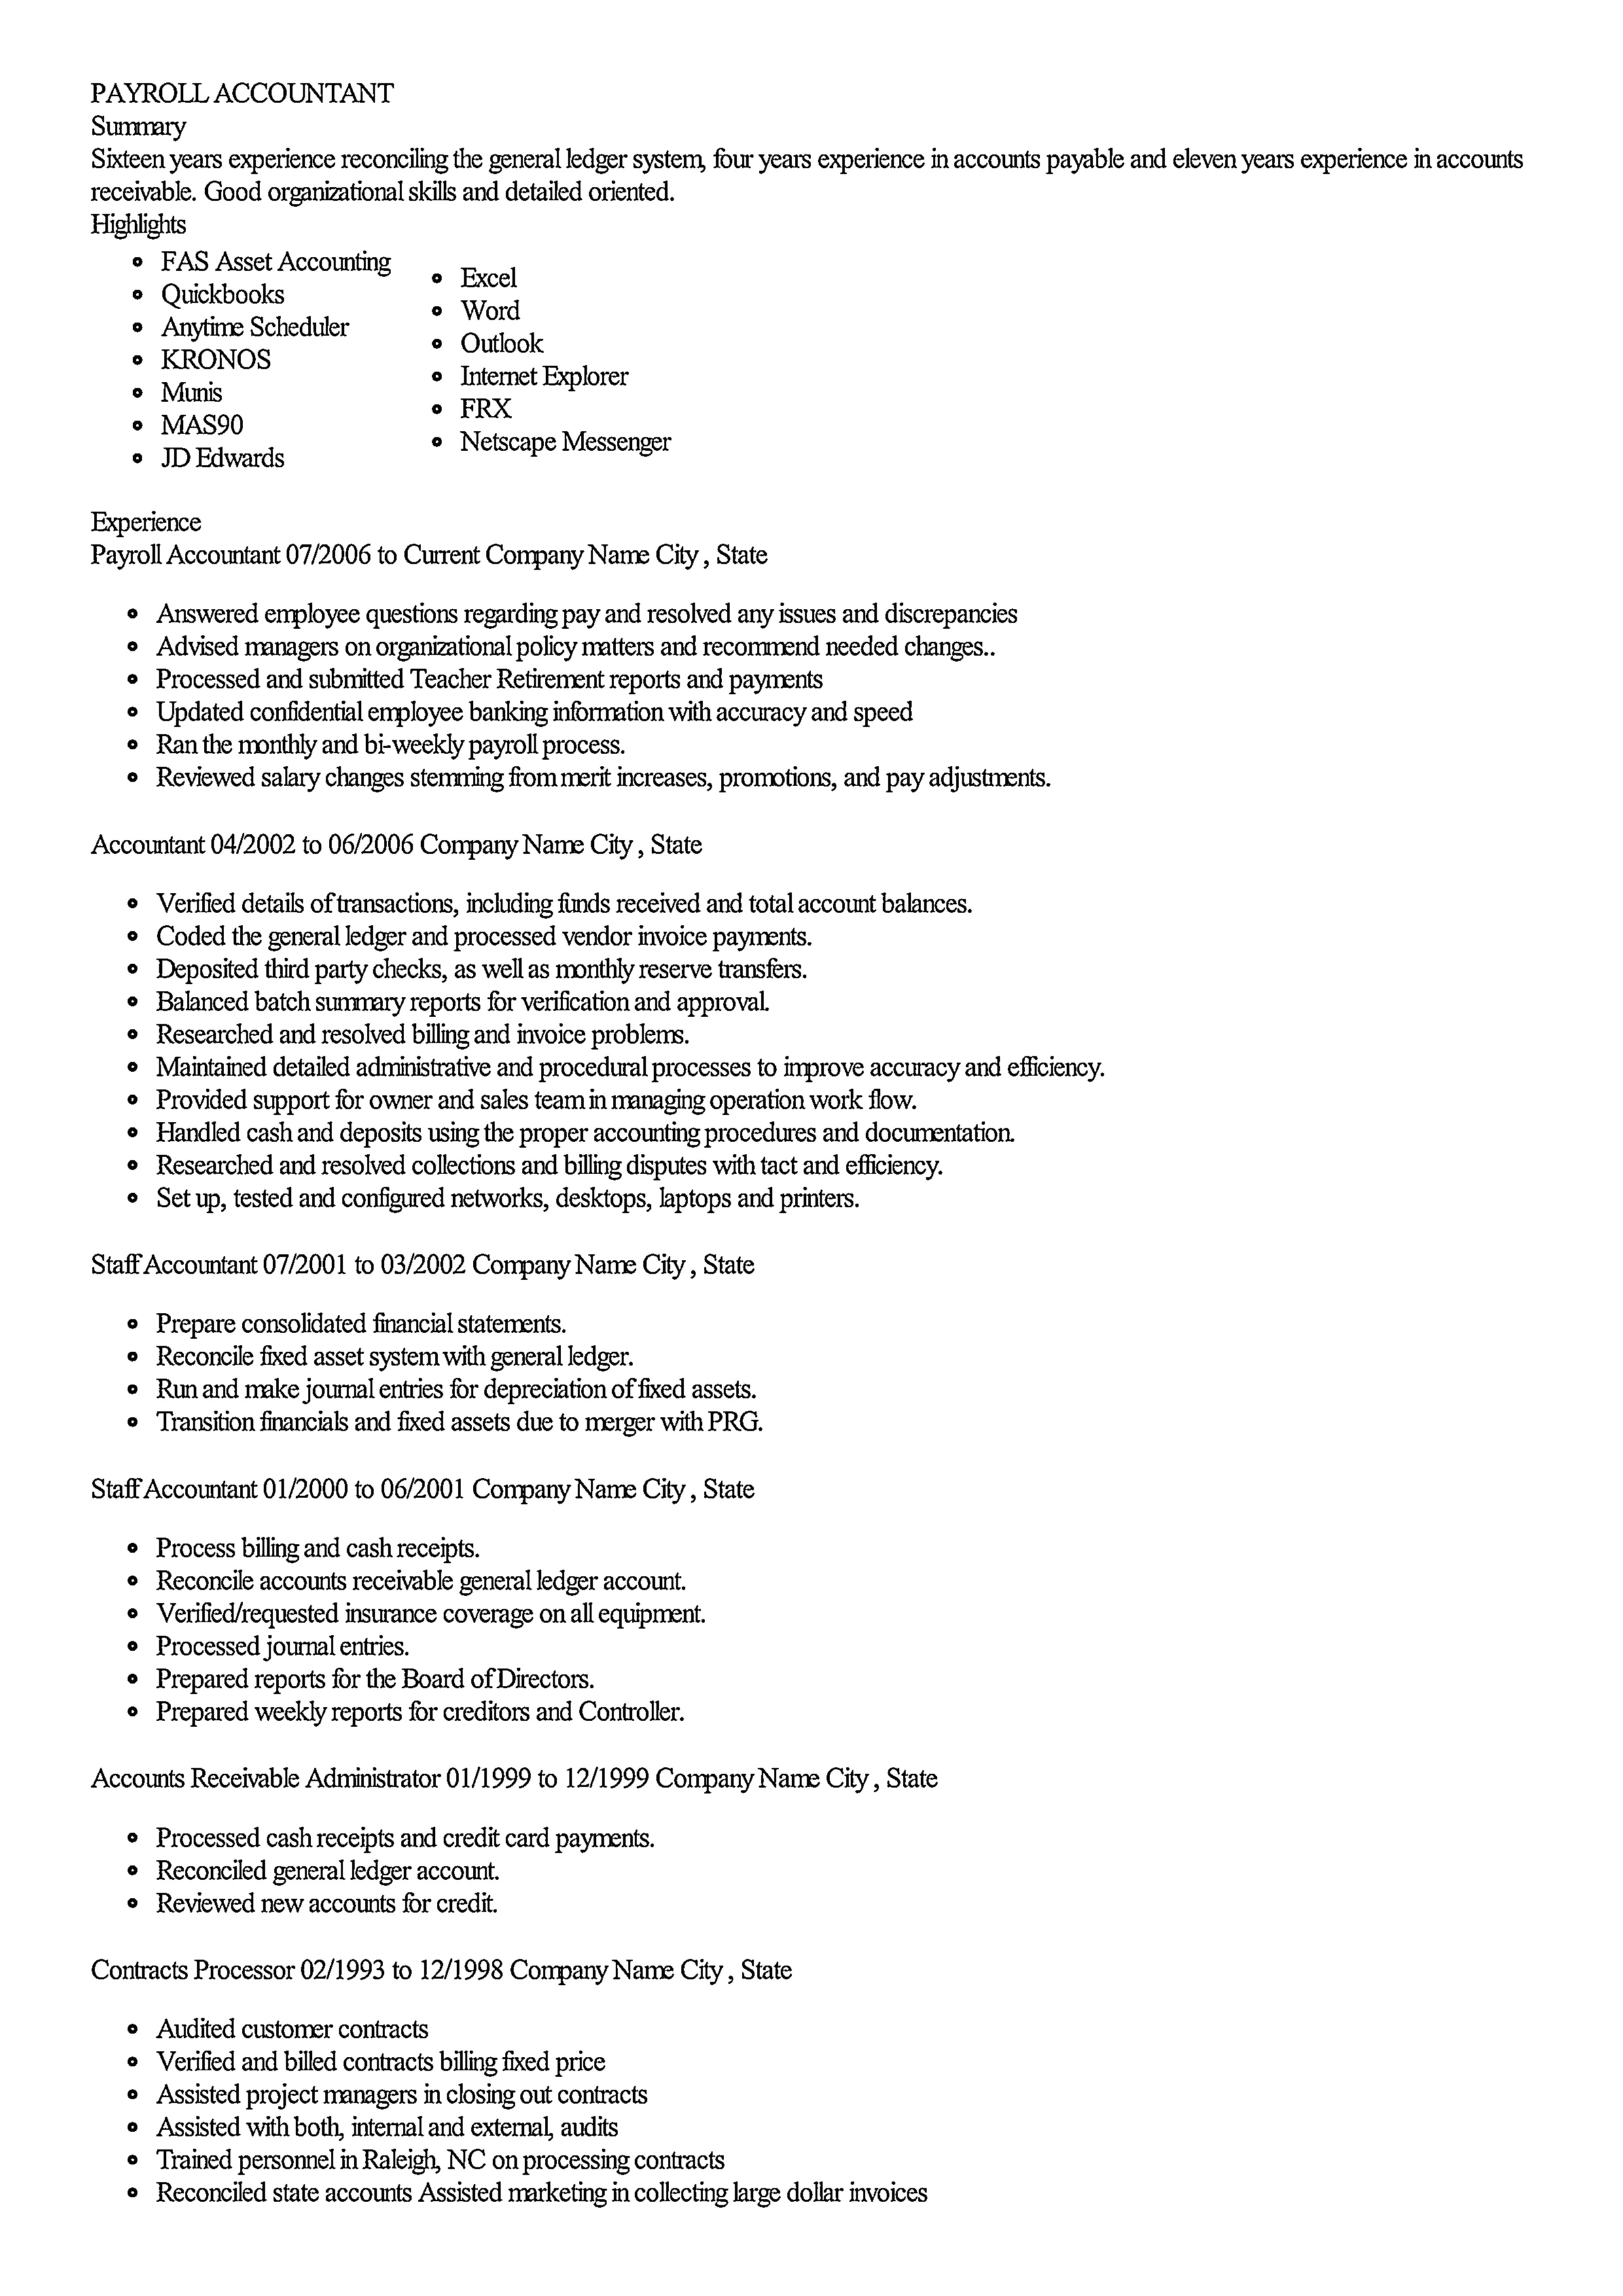 PAYROLL ACCOUNTANT
Summary
Sixteen years experience reconciling the general ledger system, four years experience in accounts payable and eleven years experience in accounts
receivable. Good organizational skills and detailed oriented.
Highlights
FAS Asset Accounting
Quickbooks
Anytime Scheduler
KRONOS
Munis
MAS90
JD Edwards
Excel
Word
Outlook
Internet Explorer
FRX
Netscape Messenger
Experience
Payroll Accountant 07/2006 to Current Company Name City , State
Answered employee questions regarding pay and resolved any issues and discrepancies
Advised managers on organizational policy matters and recommend needed changes..
Processed and submitted Teacher Retirement reports and payments
Updated confidential employee banking information with accuracy and speed
Ran the monthly and bi-weekly payroll process.
Reviewed salary changes stemming from merit increases, promotions, and pay adjustments.
Accountant 04/2002 to 06/2006 Company Name City , State
Verified details of transactions, including funds received and total account balances.
Coded the general ledger and processed vendor invoice payments.
Deposited third party checks, as well as monthly reserve transfers.
Balanced batch summary reports for verification and approval.
Researched and resolved billing and invoice problems.
Maintained detailed administrative and procedural processes to improve accuracy and efficiency.
Provided support for owner and sales team in managing operation work flow.
Handled cash and deposits using the proper accounting procedures and documentation.
Researched and resolved collections and billing disputes with tact and efficiency.
Set up, tested and configured networks, desktops, laptops and printers.
Staff Accountant 07/2001 to 03/2002 Company Name City , State
Prepare consolidated financial statements.
Reconcile fixed asset system with general ledger.
Run and make journal entries for depreciation of fixed assets.
Transition financials and fixed assets due to merger with PRG.
Staff Accountant 01/2000 to 06/2001 Company Name City , State
Process billing and cash receipts.
Reconcile accounts receivable general ledger account.
Verified/requested insurance coverage on all equipment.
Processed journal entries.
Prepared reports for the Board of Directors.
Prepared weekly reports for creditors and Controller.
Accounts Receivable Administrator 01/1999 to 12/1999 Company Name City , State
Processed cash receipts and credit card payments.
Reconciled general ledger account.
Reviewed new accounts for credit.
Contracts Processor 02/1993 to 12/1998 Company Name City , State
Audited customer contracts
Verified and billed contracts billing fixed price
Assisted project managers in closing out contracts
Assisted with both, internal and external, audits
Trained personnel in Raleigh, NC on processing contracts
Reconciled state accounts Assisted marketing in collecting large dollar invoices